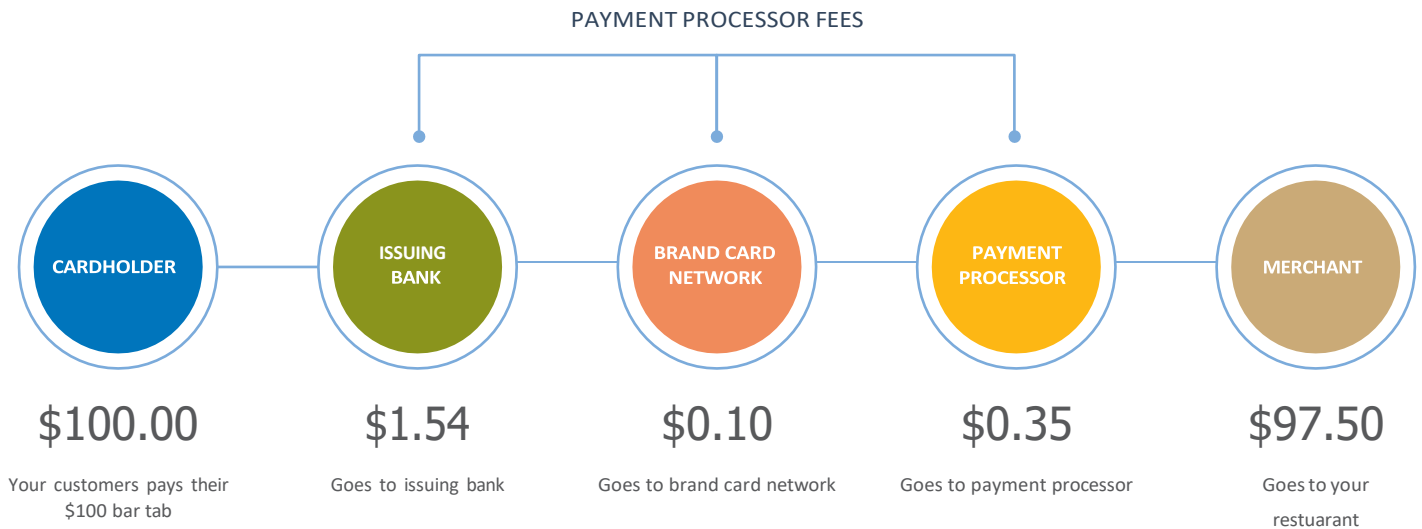 PAYMENT PROCESSOR FEES
CARDHOLDER
ISSUING
BANK
BRAND CARD
NETWORK
PAYMENT
PROCESSOR
MERCHANT
$100.00
$1.54
$0.10
$0.35
$97.50
Your customers pays their
$100 bar tab
Goes to issuing bank
Goes to brand card network
Goes to payment processor
Goes to your
restuarant